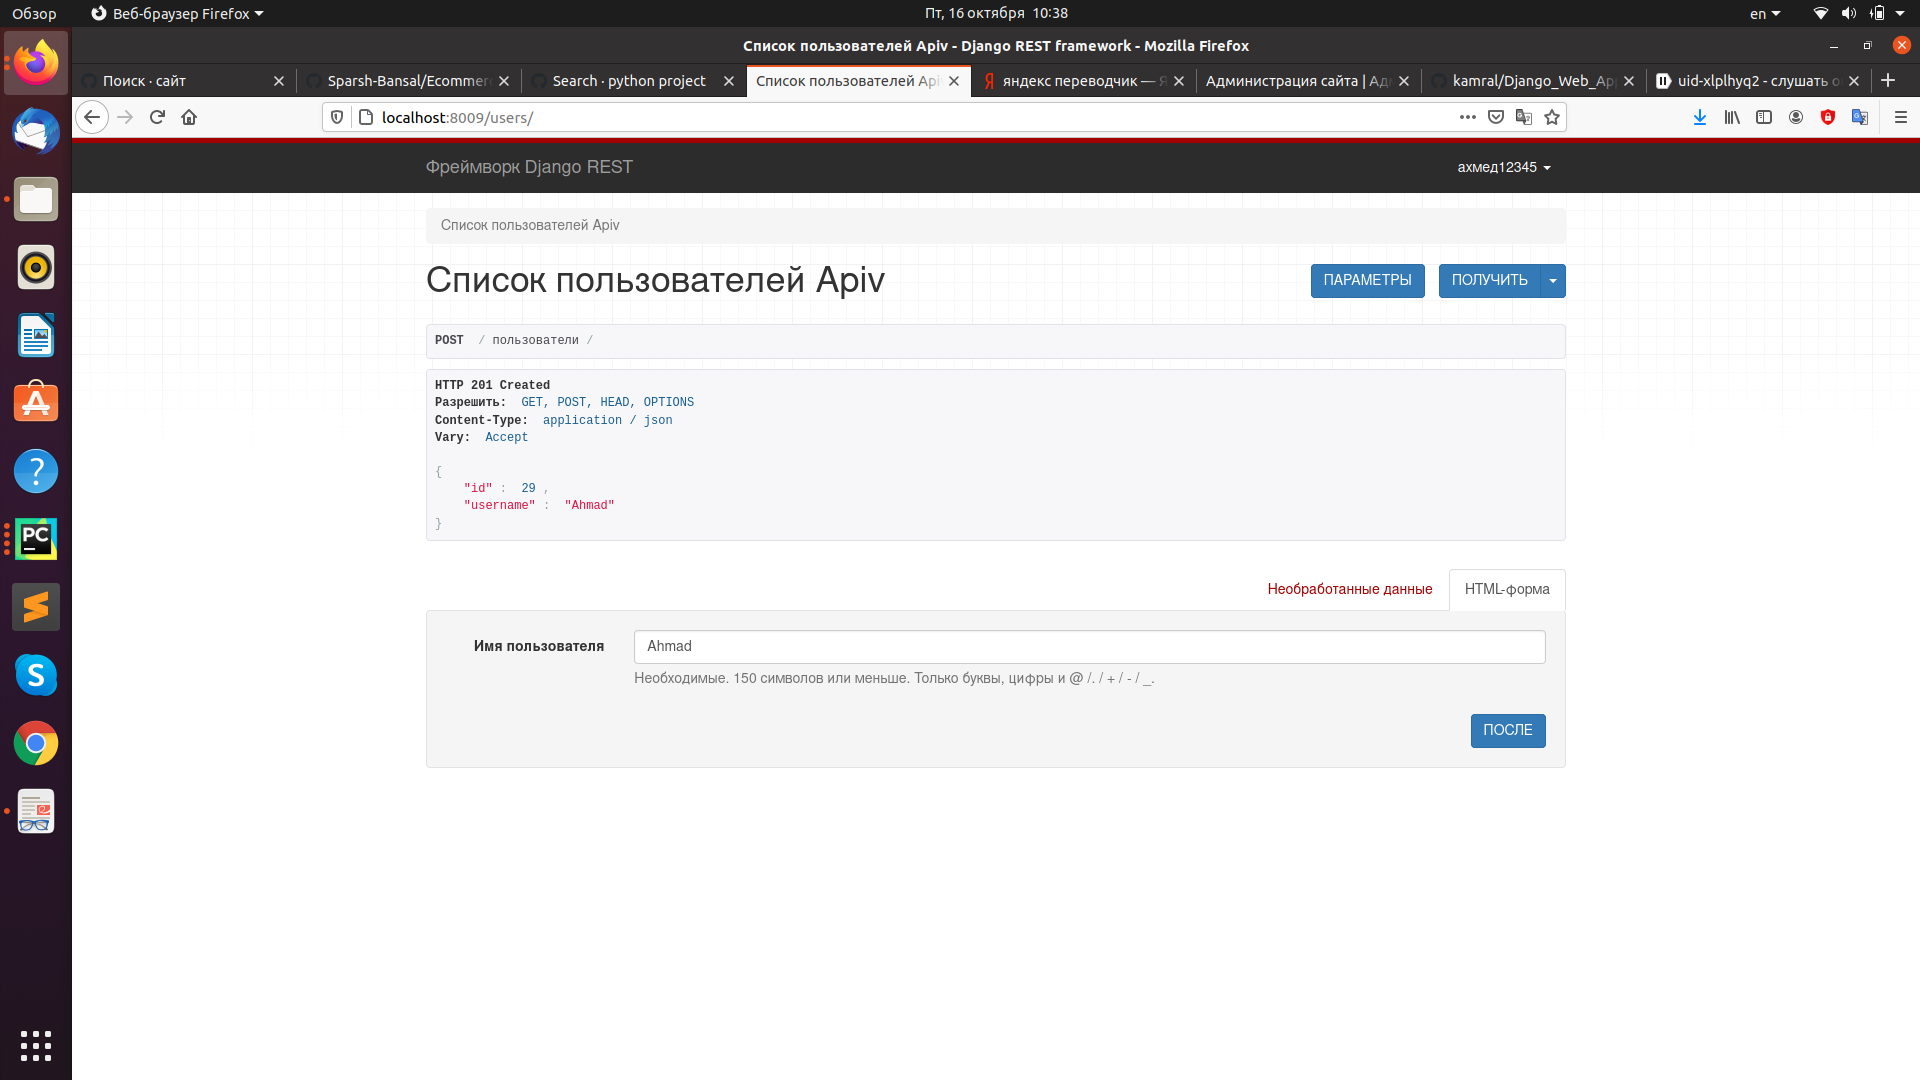 Обзор
Веб-браузер Firefox
Пт, 16 октября 10:38
en
Список пользователей Apiv - Django REST framework - Mozilla Firefox
Поиск · сайт
Sparsh-Bansal/Ecommer
Search · python project
Список пользователей Api
яндекс переводчик — Я
Администрация сайта | Ад
kamral/Django_Web_Ap
uid-xlplhyq2 - слушать о
localhost:8009/users/
Фреймворк Django REST
ахмед12345
Список пользователей Apiv
Список пользователей Apiv
ПАРАМЕТРЫ
ПОЛУЧИТЬ
POST / пользователи /
HTTP 201 Created
Разрешить: GET, POST, HEAD, OPTIONS
Content-Type: application / json
Vary: Accept
{
"id" : 29 ,
"username" : "Ahmad"
}
Необработанные данные
HTML-форма
Имя пользователя
Ahmad
Необходимые. 150 символов или меньше. Только буквы, цифры и @ /. / + / - / _.
ПОСЛЕ